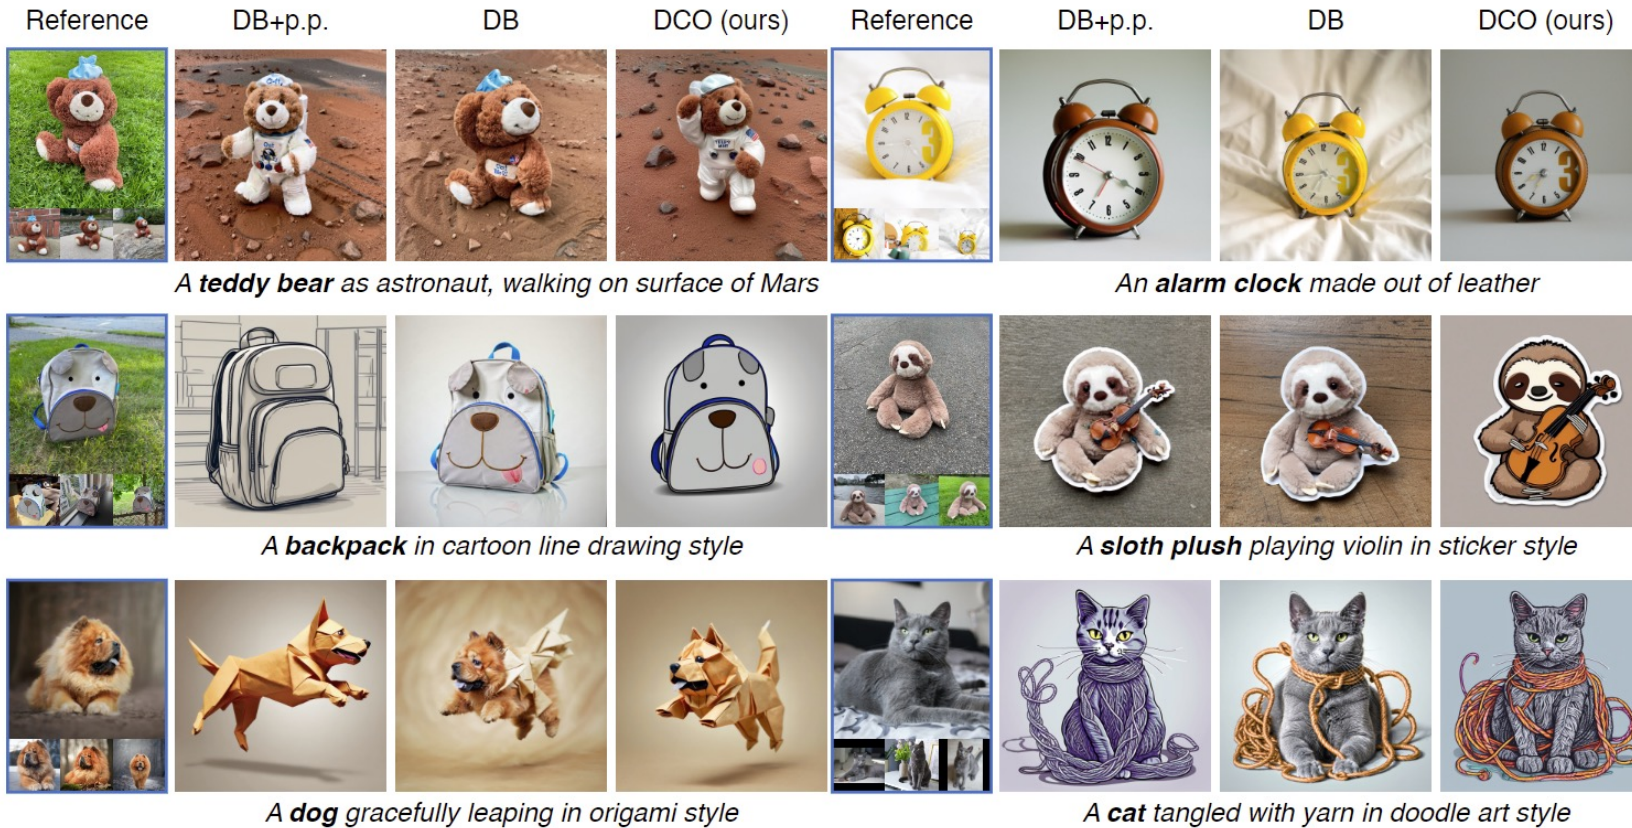 Reference DB+p.p. DB DCO (ours) Reference DB+p.p. DB DCO (ours)
A teddy bear as astronaut, walking on surface of Mars
An alarm clock made out of leather
A backpack in cartoon line drawing style
A sloth plush playing violin in sticker style
A dog gracefully leaping in origami style
A cat tangled with yarn in doodle art style